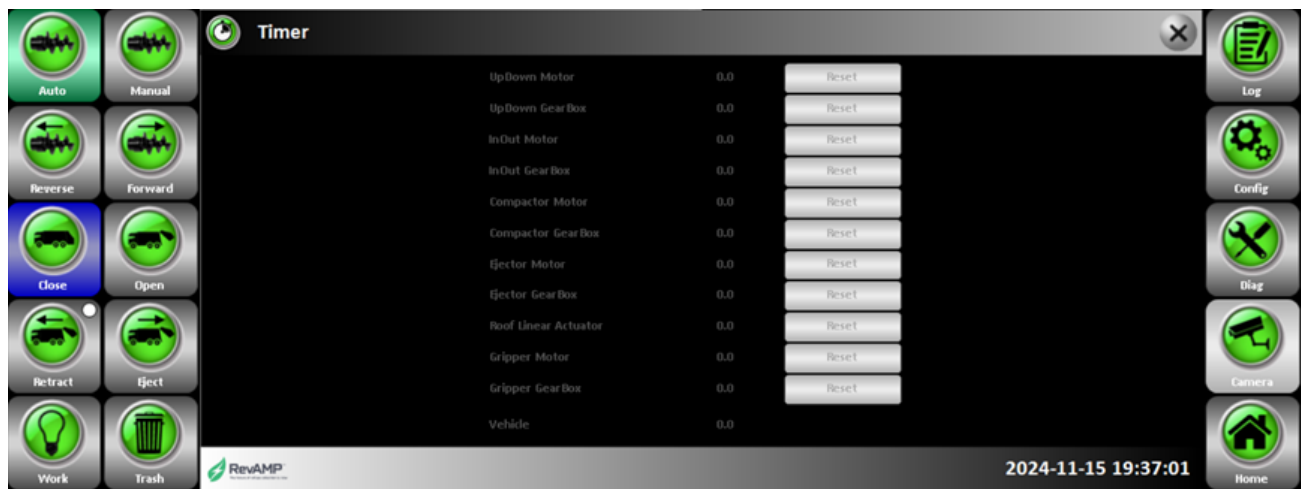 Timer
Auto
Manual
Log
UpDown Motor 0.0 Reset
UpDown GearBox 0.0 Reset
InOut Motor 0.0 Reset
Reverse
Forward
InOut GearBox 0.0 Reset
Config
Compactor Motor 0.0 Reset
Compactor GearBox 0.0 Reset
Ejector Motor 0.0 Reset
Close
Open
Diag
Ejector GearBox 0.0 Reset
Roof Linear Actuator 0.0 Reset
Gripper Motor 0.0 Reset
Retract
Eject
Camera
Gripper GearBox 0.0 Reset
Vehicle 0.0
RevAMP
2024-11-15 19:37:01
Work
Trash
Home